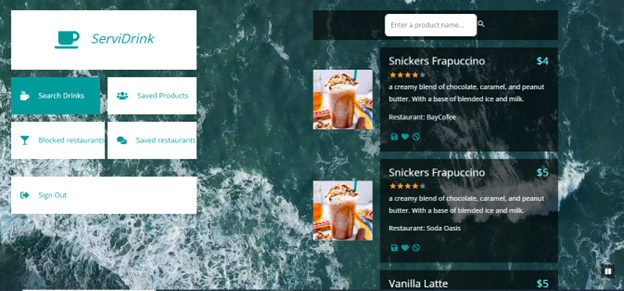 ServiDrink
Search Drinks
Saved Products
Blocked restaurants
Saved restaurants
Sign Out
Enter a product name...
Snickers Frapuccino
$4
a creamy blend of chocolate, caramel, and peanut
butter. With a base of blended ice and milk.
Restaurant: BayCofee
Snickers Frapuccino
$5
a creamy blend of chocolate, caramel, and peanut
butter. With a base of blended ice and milk.
Restaurant: Soda Oasis
Vanilla Latte
$5